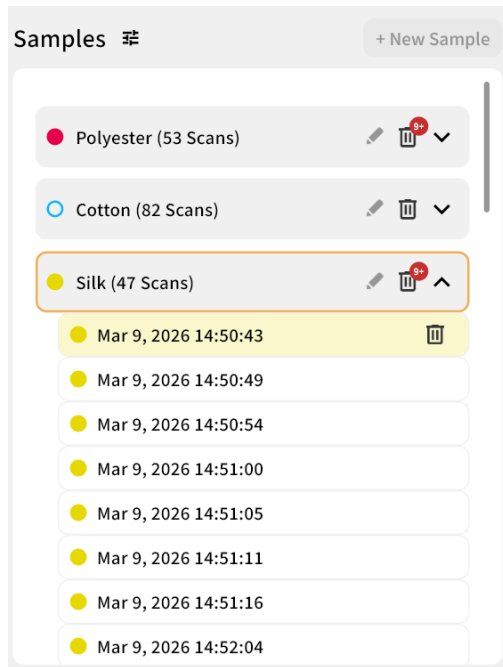 Samples
+ New Sample
Polyester (53 Scans)
9+
Cotton (82 Scans)
Silk (47 Scans)
9+
Mar 9, 2026 14:50:43
Mar 9, 2026 14:50:49
Mar 9, 2026 14:50:54
Mar 9, 2026 14:51:00
Mar 9, 2026 14:51:05
Mar 9, 2026 14:51:11
Mar 9, 2026 14:51:16
Mar 9, 2026 14:52:04